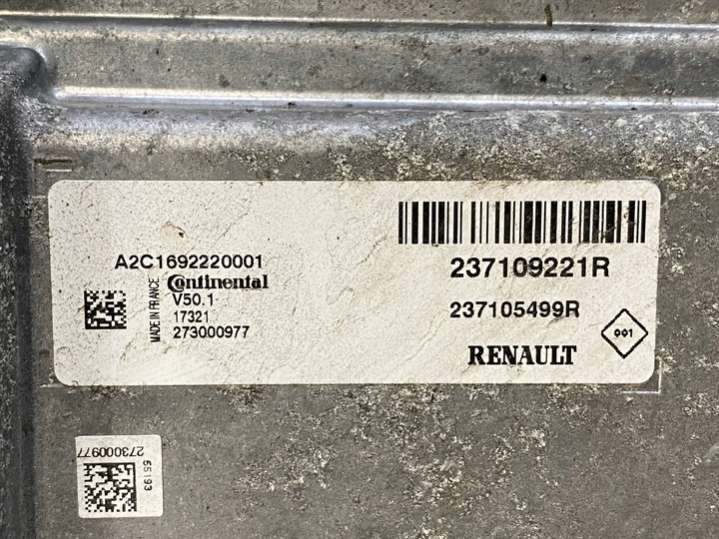 A2C1692220001
MADE IN FRANCE
Continental
V50.1
17321
273000977
237109221R
237105499R
RENAULT
001
65193
273000977